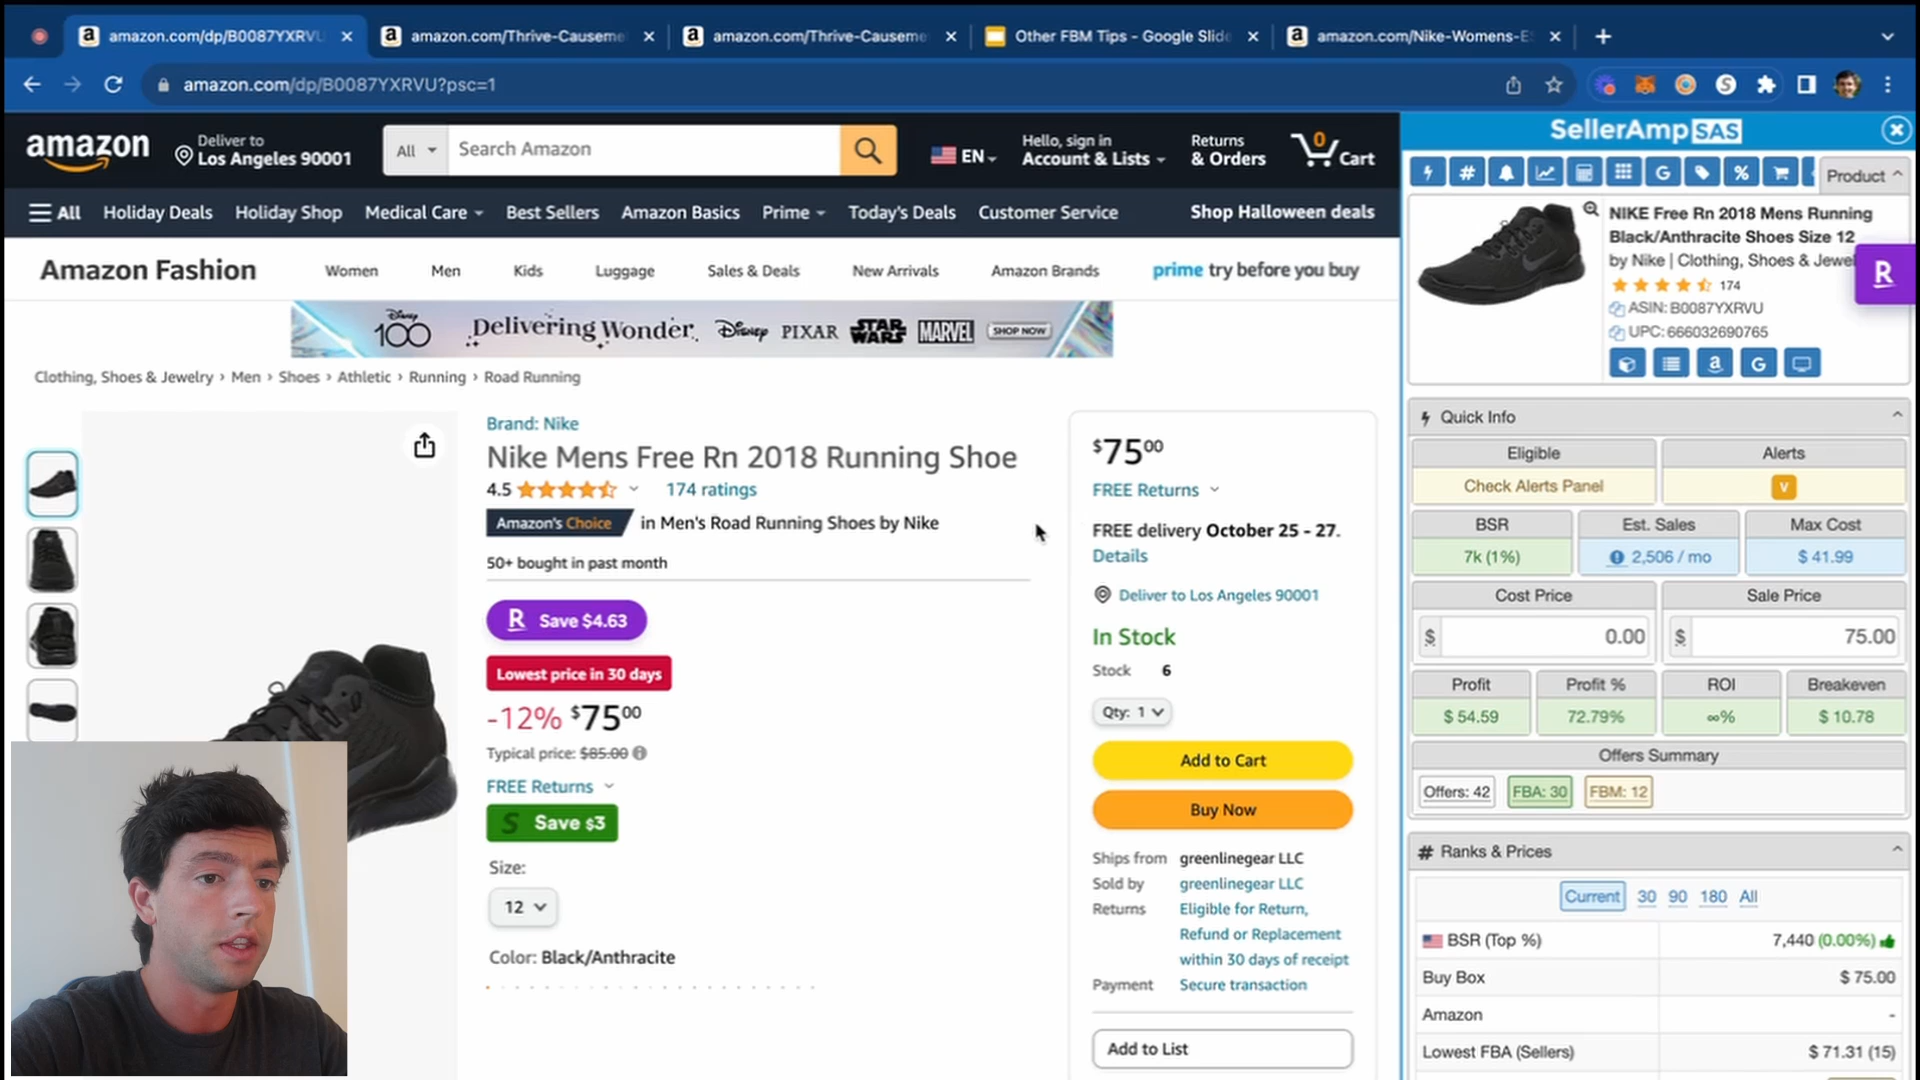 amazon.com/dp/B0087YXRVU
amazon.com/Thrive-Causeme
amazon.com/Thrive-Causeme
Other FBM Tips - Google Slide
amazon.com/Nike-Womens-E
amazon.com/dp/B0087YXRVU?psc=1
amazon
Deliver to
Los Angeles 90001
All
Search Amazon
EN
Hello, sign in
Account & Lists
Returns
& Orders
0
Cart
All
Holiday Deals
Holiday Shop
Medical Care
Best Sellers
Amazon Basics
Prime
Today's Deals
Customer Service
Shop Halloween deals
Amazon Fashion
Women
Men
Kids
Luggage
Sales & Deals
New Arrivals
Amazon Brands
prime try before you buy
Disney
100
Delivering Wonder.
Disney
PIXAR
STAR WARS
MARVEL
SHOP NOW
Clothing, Shoes & Jewelry › Men › Shoes › Athletic › Running › Road Running
Brand: Nike
Nike Mens Free Rn 2018 Running Shoe
4.5
174 ratings
Amazon's Choice in Men's Road Running Shoes by Nike
50+ bought in past month
R Save $4.63
Lowest price in 30 days
-12% $7500
Typical price: $85.00
FREE Returns
S Save $3
Size:
12
Color: Black/Anthracite
$7500
FREE Returns
FREE delivery October 25 - 27.
Details
Deliver to Los Angeles 90001
In Stock
Stock 6
Qty: 1
Add to Cart
Buy Now
Ships from greenlinegear LLC
Sold by greenlinegear LLC
Returns Eligible for Return,
Refund or Replacement
within 30 days of receipt
Payment Secure transaction
Add to List
SellerAmp SAS
Product
NIKE Free Rn 2018 Mens Running
Black/Anthracite Shoes Size 12
by Nike | Clothing, Shoes & Jewe
174
ASIN: B0087YXRVU
UPC: 666032690765
R
Quick Info
Eligible
Alerts
Check Alerts Panel
V
BSR
Est. Sales
Max Cost
7k (1%)
2,506 / mo
$ 41.99
Cost Price
Sale Price
$ 0.00
$ 75.00
Profit
Profit %
ROI
Breakeven
$ 54.59
72.79%
∞%
$ 10.78
Offers Summary
Offers: 42
FBA: 30
FBM: 12
# Ranks & Prices
Current 30 90 180 All
BSR (Top %) 7,440 (0.00%)
Buy Box $ 75.00
Amazon -
Lowest FBA (Sellers) $ 71.31 (15)